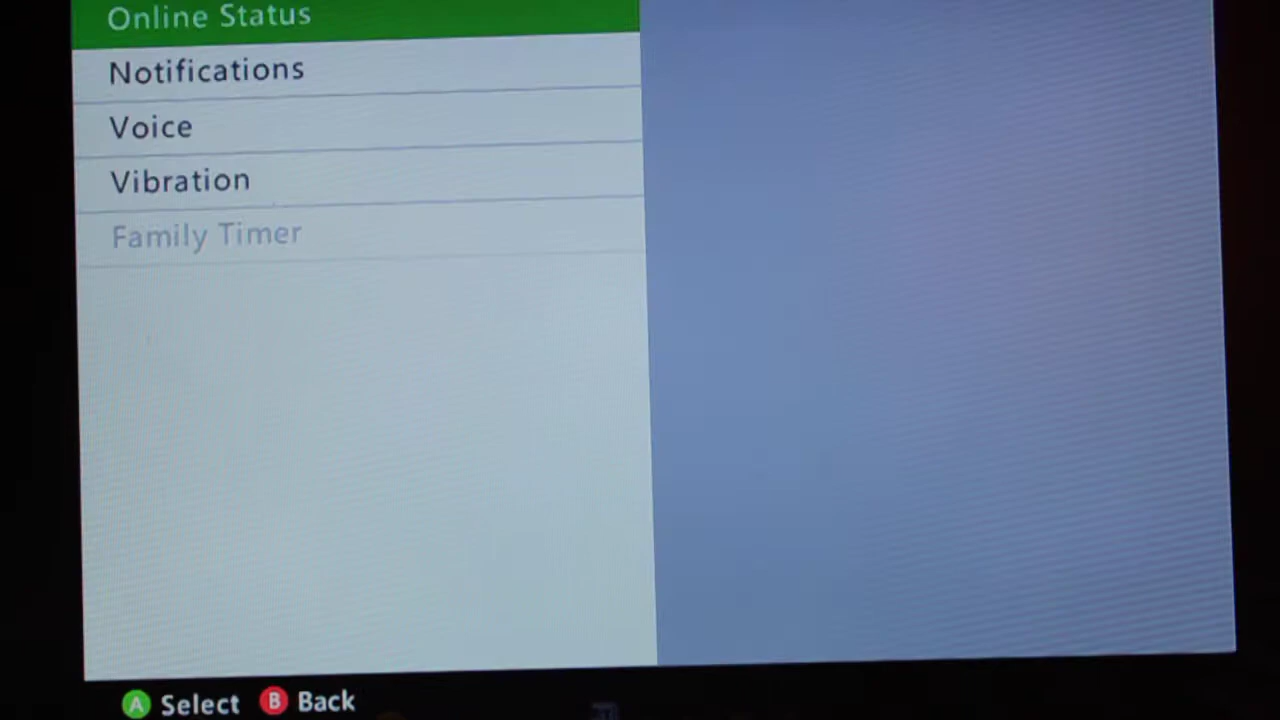 Online Status
Notifications
Voice
Vibration
Family Timer
A Select B Back